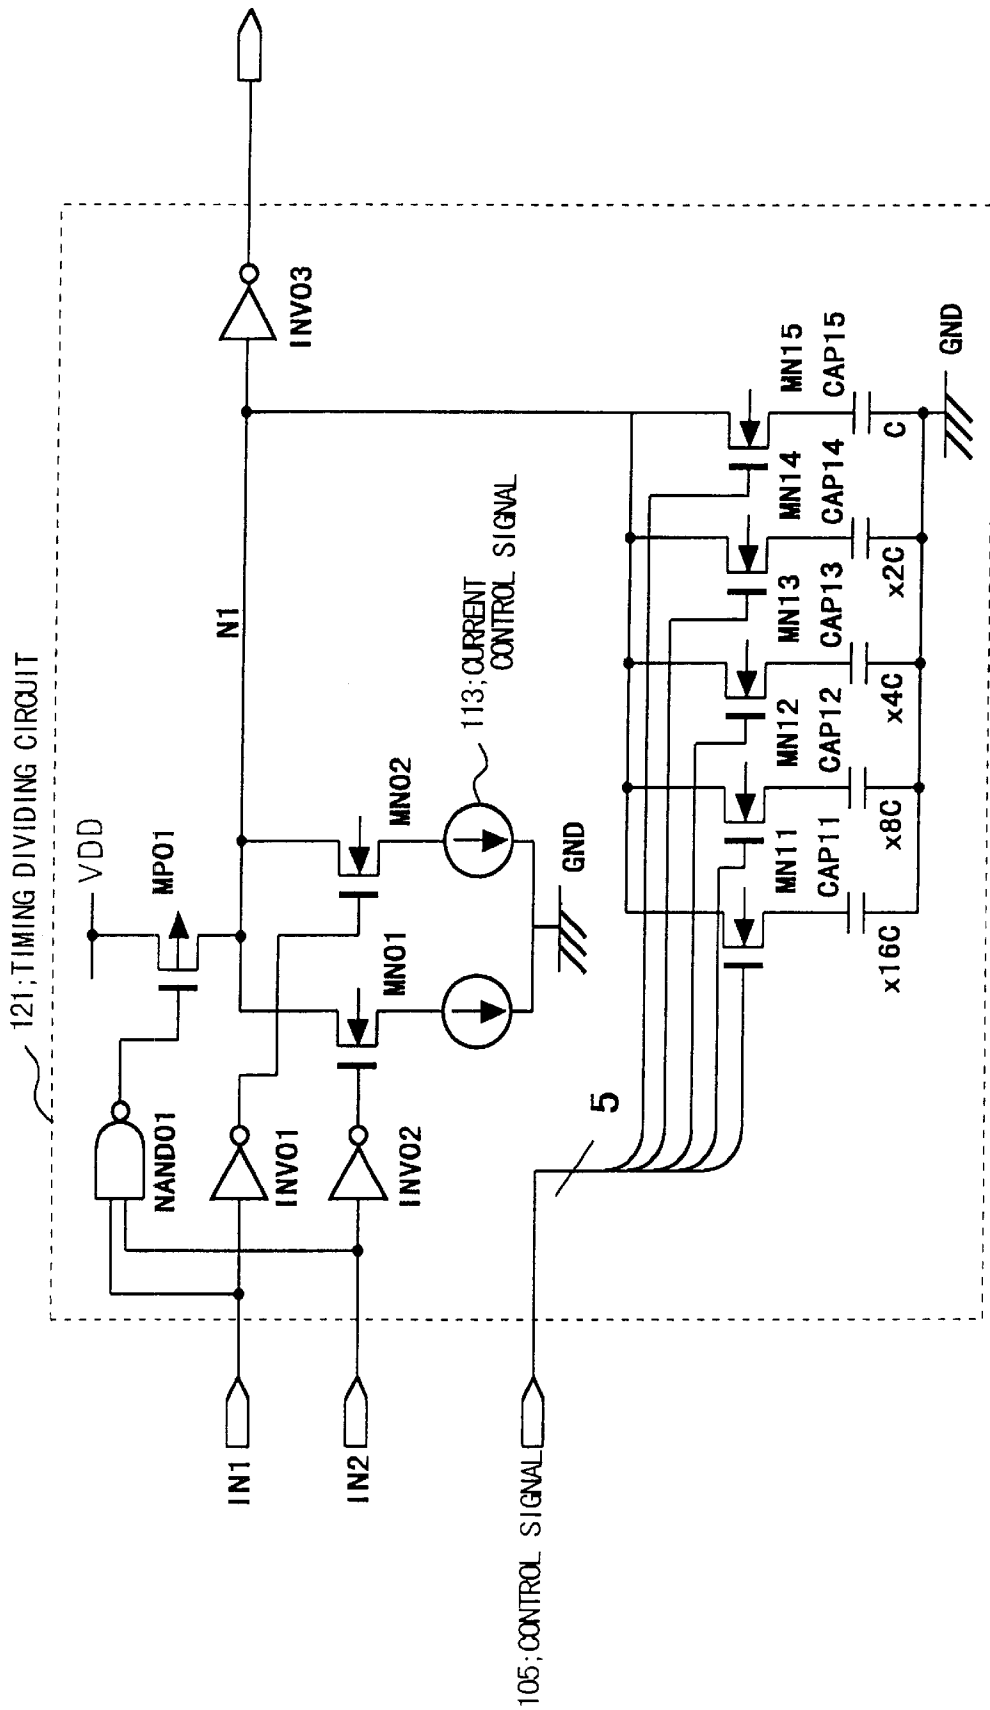 121;TIMING DIVIDING CIRCUIT
VDD
MP01
NAND01
N1
INV03
IN1
INV01
MN02
IN2
INV02
MN01
113;CURRENT
CONTROL SIGNAL
GND
105;CONTROL SIGNAL
5
MN11
MN12
MN13
MN14
MN15
CAP11
CAP12
CAP13
CAP14
CAP15
x16C
x8C
x4C
x2C
C
GND